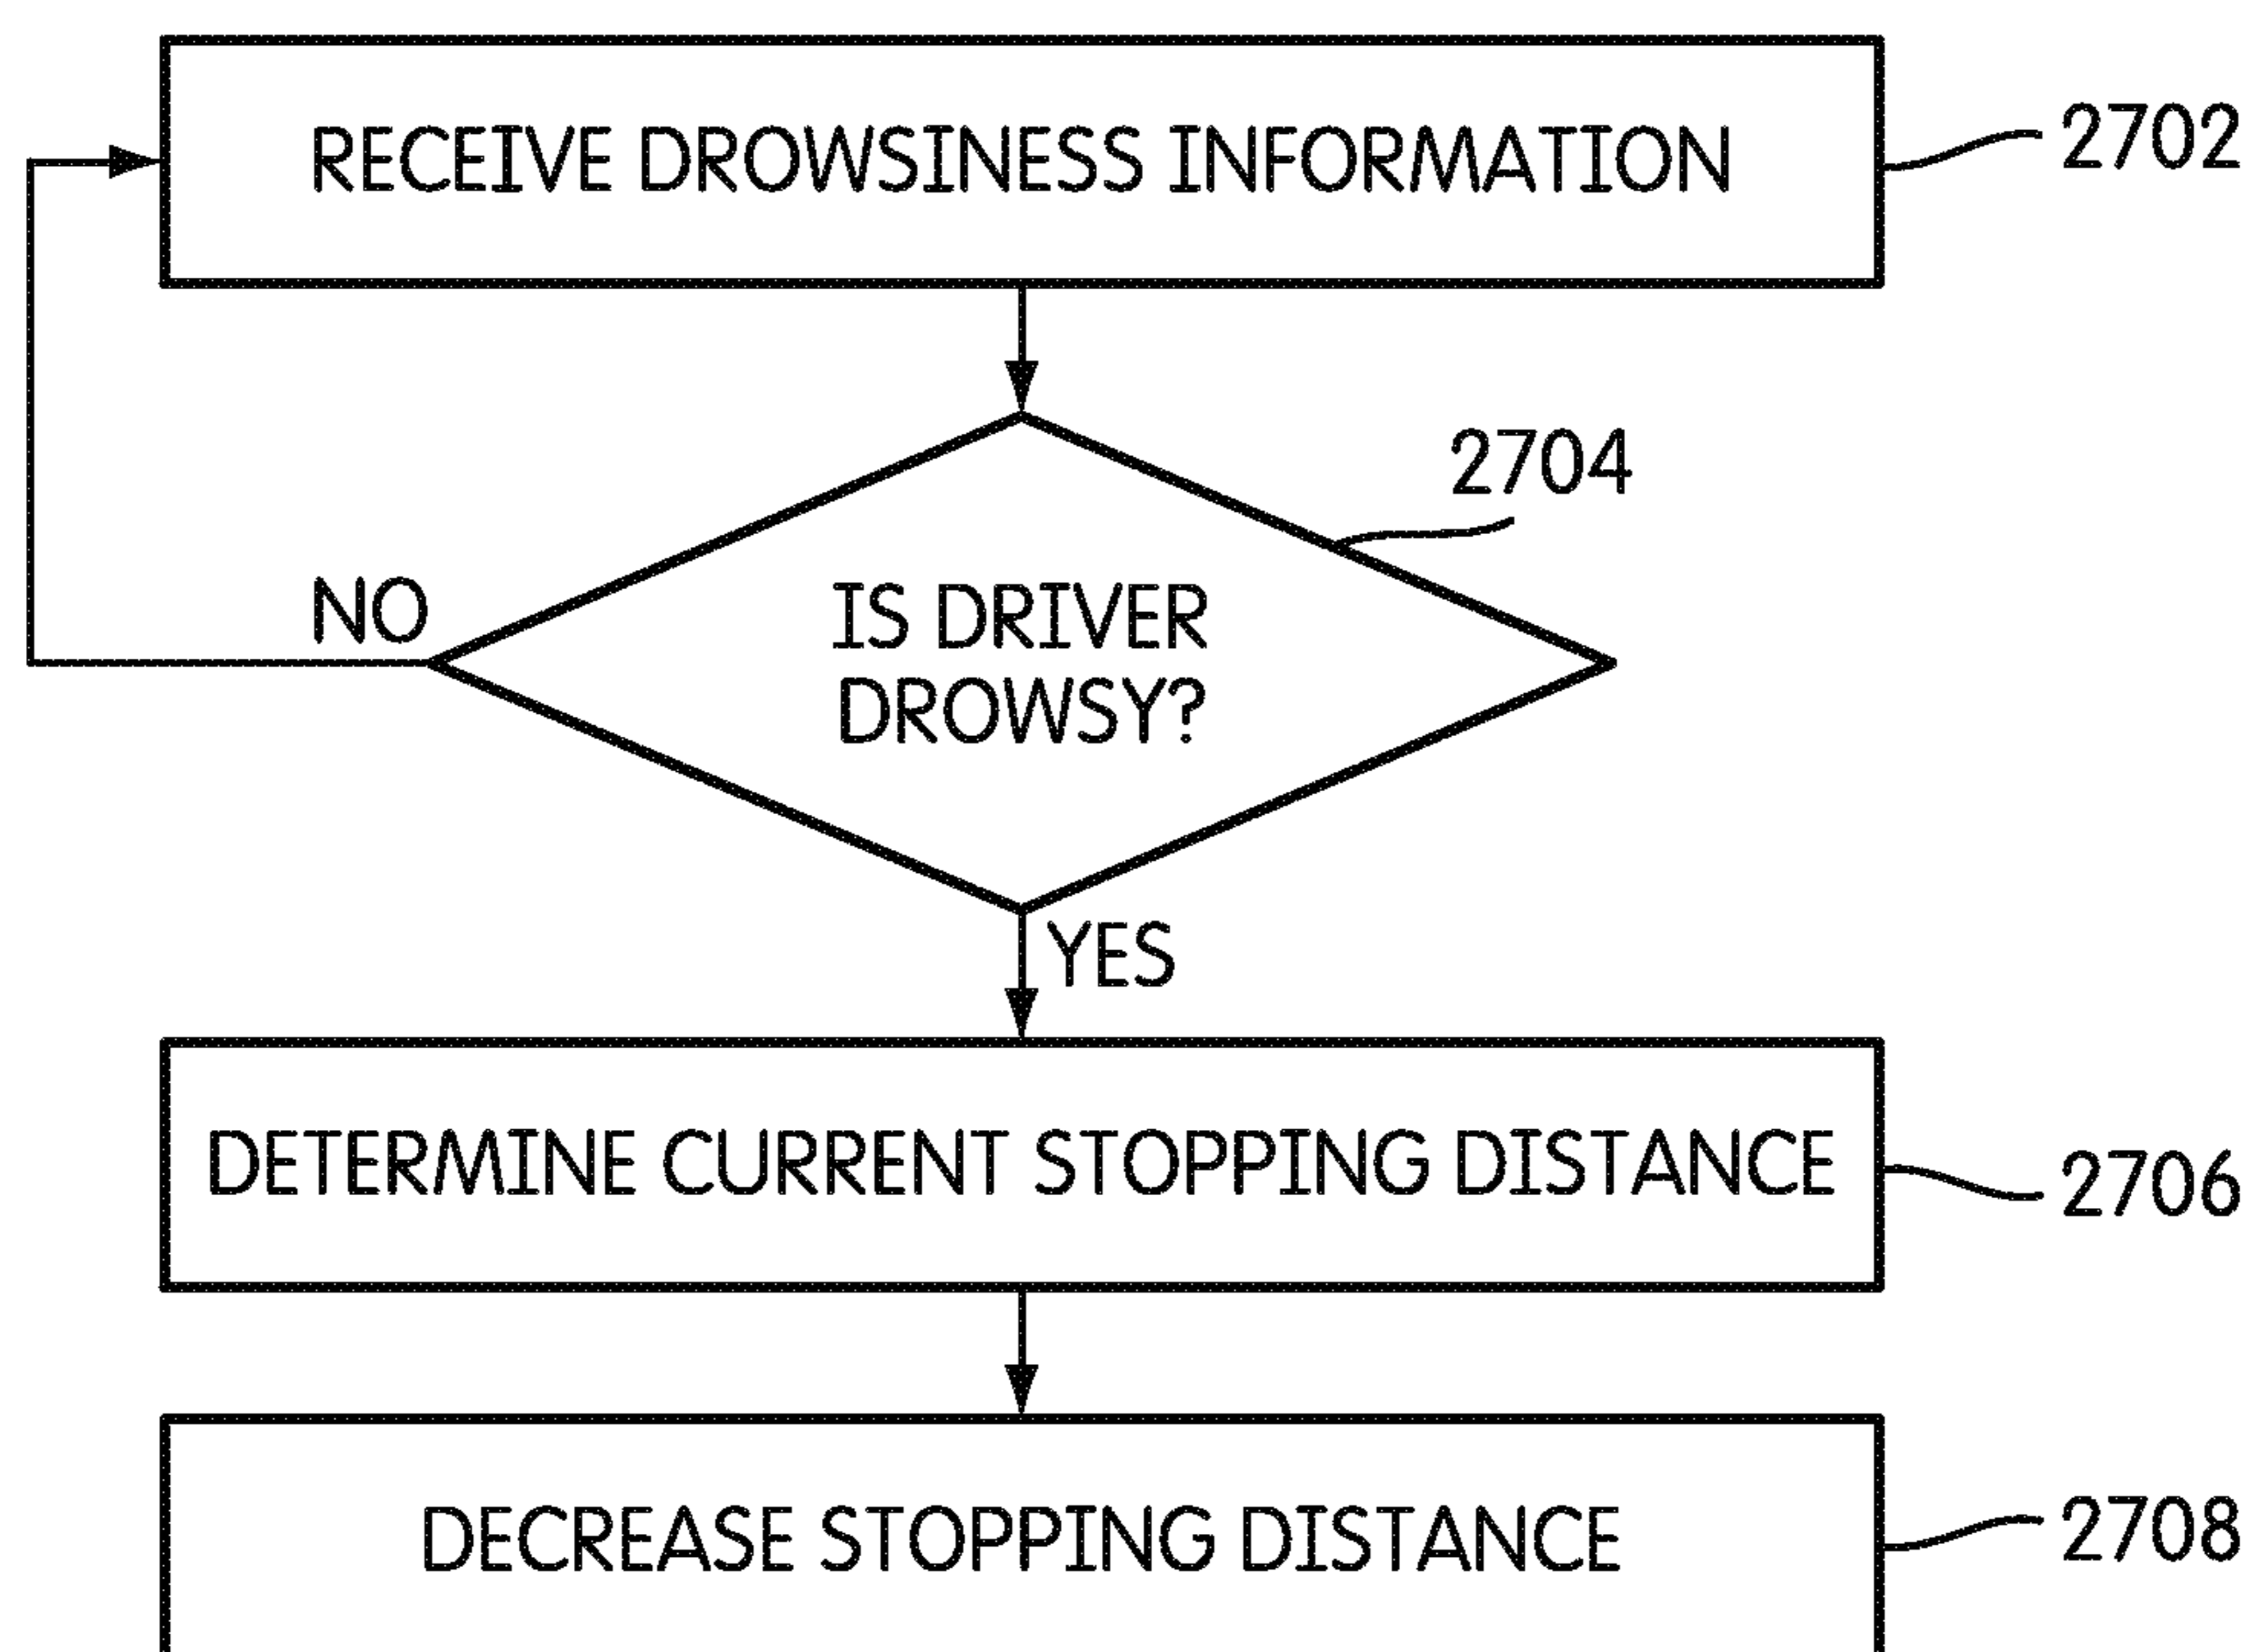 RECEIVE DROWSINESS INFORMATION
2702
2704
IS DRIVER
DROWSY?
NO
YES
DETERMINE CURRENT STOPPING DISTANCE
2706
DECREASE STOPPING DISTANCE
2708